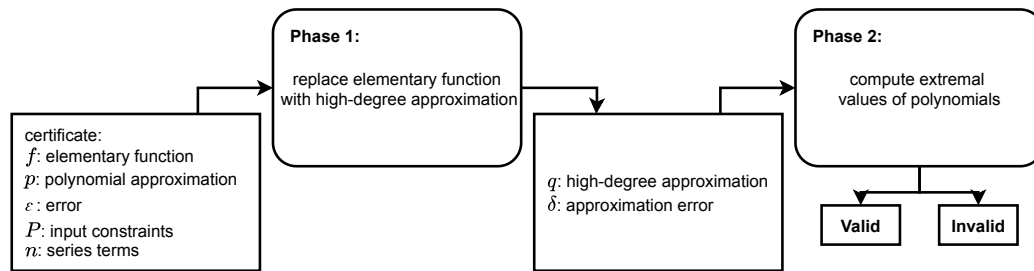 Phase 1:
replace elementary function
with high-degree approximation
Phase 2:
compute extremal
values of polynomials
certificate:
f: elementary function
p: polynomial approximation
ε: error
P: input constraints
n: series terms
q: high-degree approximation
δ: approximation error
Valid
Invalid